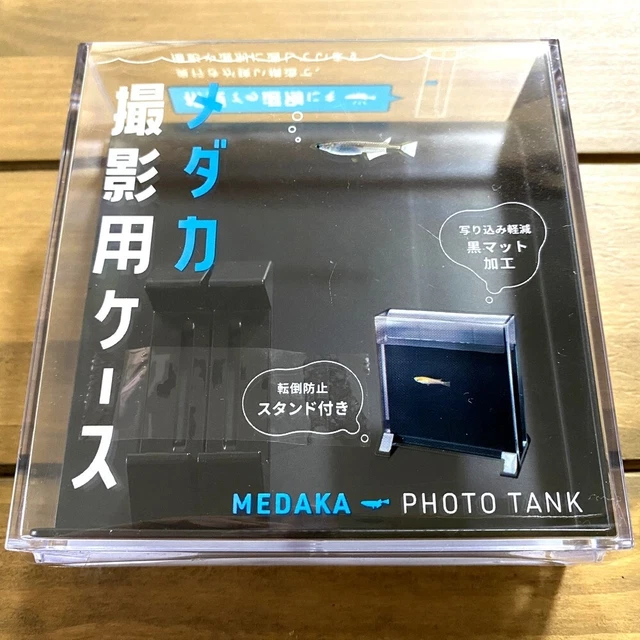 メダカ
撮影用ケース
写り込み軽減
黒マット
加工
転倒防止
スタンド付き
MEDAKA PHOTO TANK